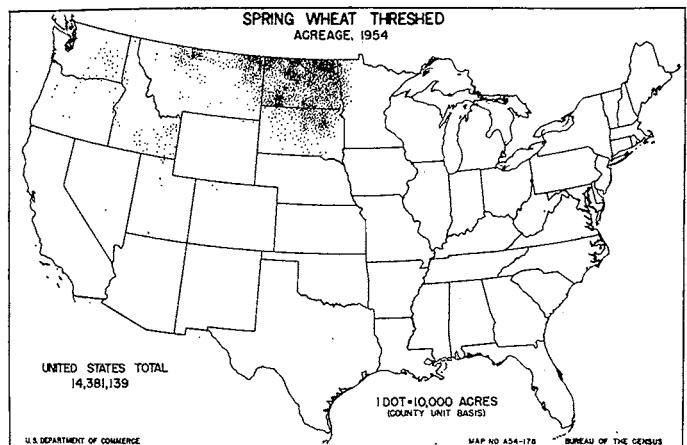 SPRING WHEAT THRESHED
ACREAGE, 1954
UNITED STATES TOTAL
14,381,139
1 DOT=10,000 ACRES
(COUNTY UNIT BASIS)
U.S. DEPARTMENT OF COMMERCE
MAP NO A54-178
BUREAU OF THE CENSUS